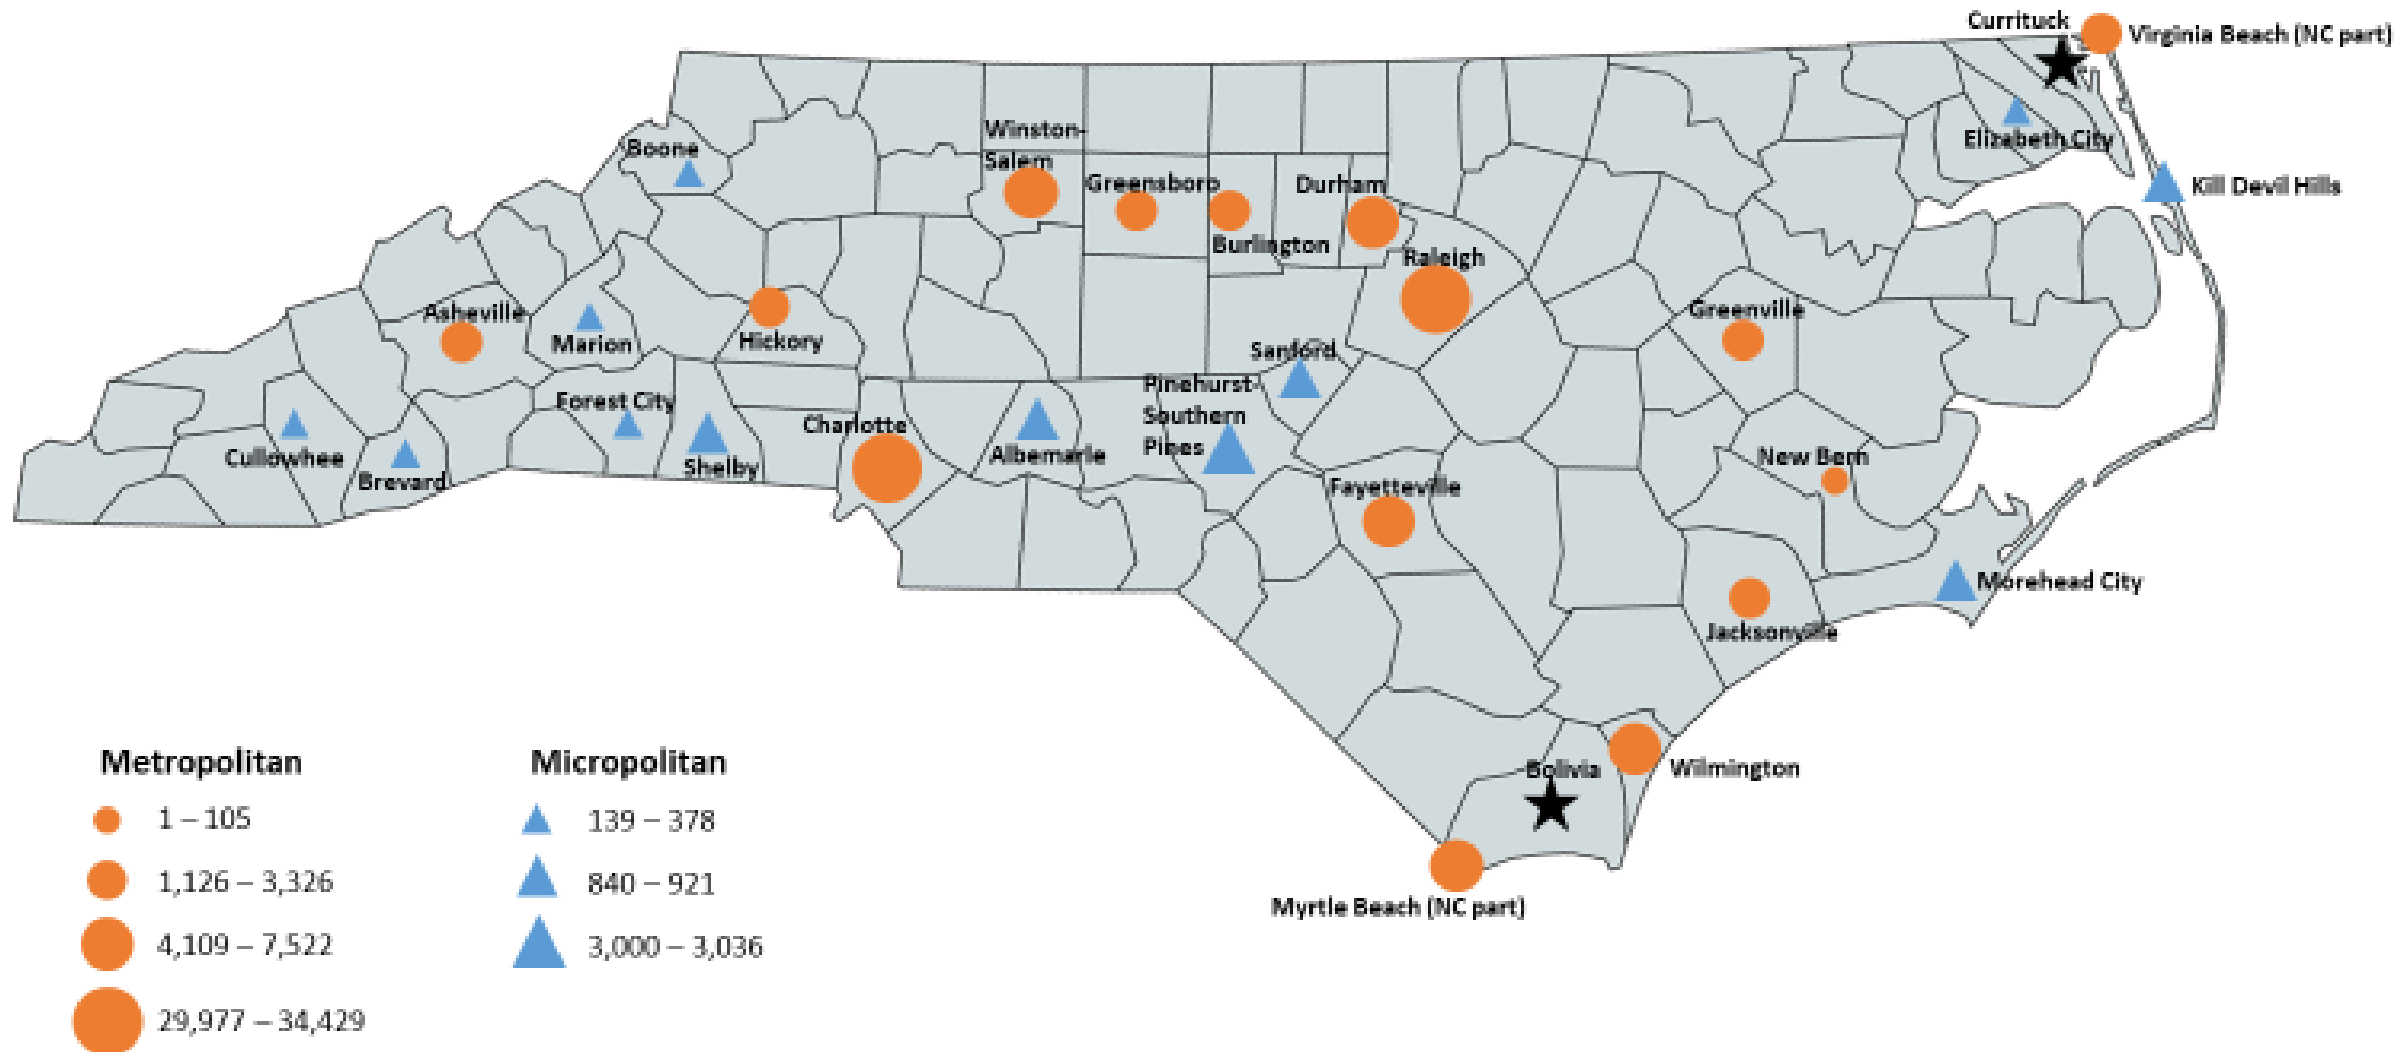 Currituck
Virginia Beach (NC part)
Winston-
Salem
Boone
Elizabeth City
Greensboro
Durham
Kill Devil Hills
Burlington
Raleigh
Asheville
Marion
Hickory
Greenville
Sanford
Pinehurst-
Southern
Pines
Forest City
Charlotte
Cullowhee
Brevard
Shelby
Albemarle
New Bern
Fayetteville
Morehead City
Jacksonville
Bolivia
Wilmington
Myrtle Beach (NC part)
Metropolitan
1 – 105
1,126 – 3,326
4,109 – 7,522
29,977 – 34,429
Micropolitan
139 – 378
840 – 921
3,000 – 3,036